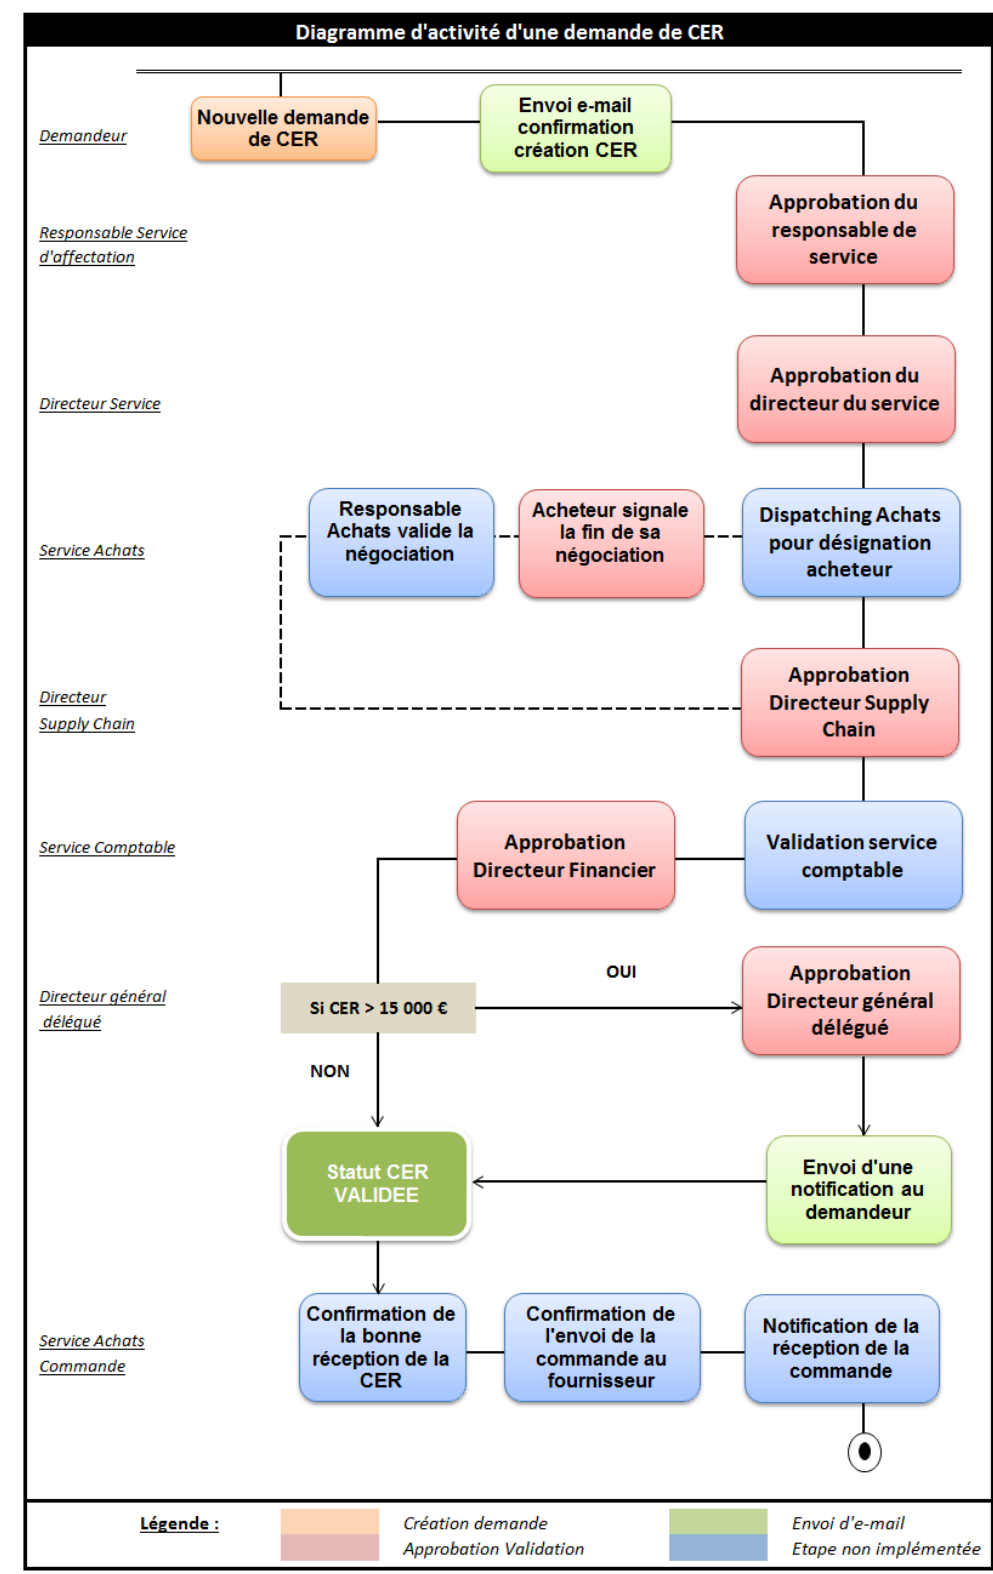 Diagramme d'activité d'une demande de CER
Demandeur
Nouvelle demande
de CER
Envoi e-mail
confirmation
création CER
Responsable Service
d'affectation
Approbation du
responsable de
service
Directeur Service
Approbation du
directeur du service
Service Achats
Responsable
Achats valide la
négociation
Acheteur signale
la fin de sa
négociation
Dispatching Achats
pour désignation
acheteur
Directeur
Supply Chain
Approbation
Directeur Supply
Chain
Service Comptable
Approbation
Directeur Financier
Validation service
comptable
Directeur général
délégué
Si CER > 15 000 €
OUI
Approbation
Directeur général
délégué
NON
Statut CER
VALIDEE
Envoi d'une
notification au
demandeur
Service Achats
Commande
Confirmation de
la bonne
réception de la
CER
Confirmation de
l'envoi de la
commande au
fournisseur
Notification de la
réception de la
commande
Légende :
Création demande
Approbation Validation
Envoi d'e-mail
Etape non implémentée